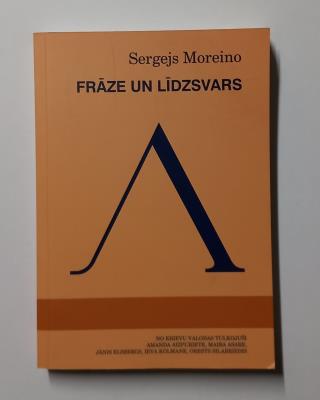 Sergejs Moreino
FRĀZE UN LĪDZSVARS
Λ
NO KRIEVU VALODAS TULKOJUŠI
AMANDA AIZPURIETE, MAIRA ASARE,
JĀNIS ELSBERGS, IEVA KOLMANE, ORESTS SILABRIEDIS